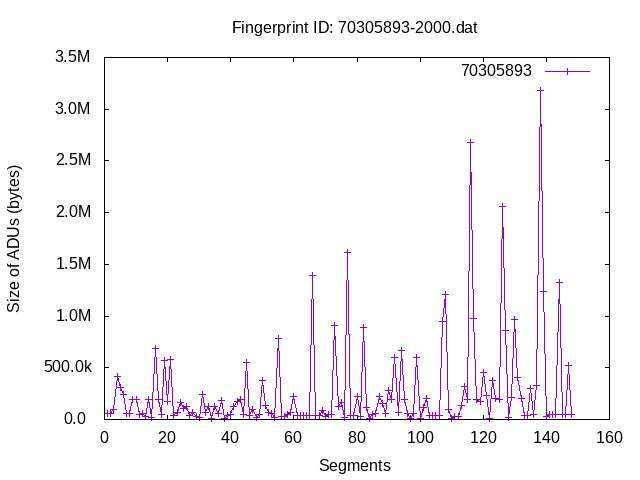 Fingerprint ID: 70305893-2000.dat
3.5M
70305893
3.0M
2.5M
2.0M
1.5M
1.0M
500.0k
0.0
Size of ADUs (bytes)
0 20 40 60 80 100 120 140 160
Segments